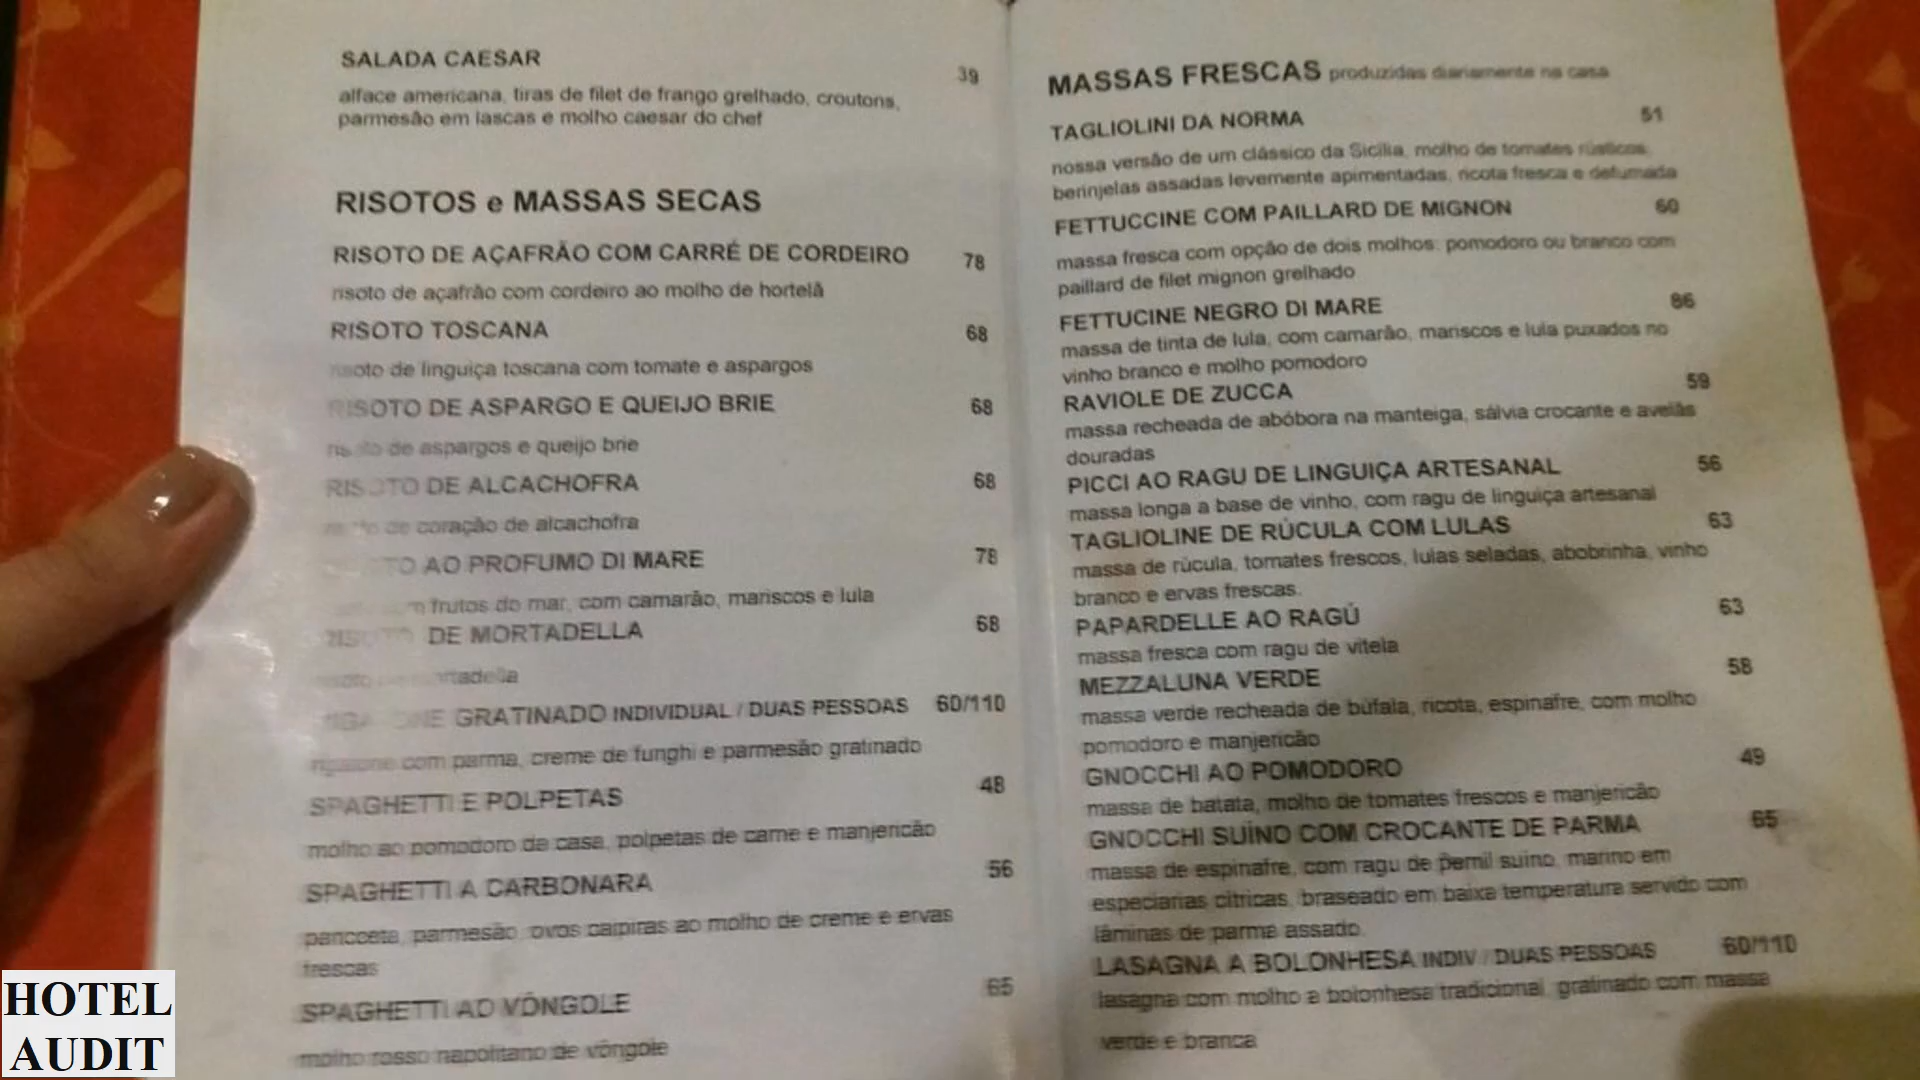 SALADA CAESAR 39
alface americana, tiras de filet de frango grelhado, croutons,
parmesão em lascas e molho caesar do chef
RISOTOS e MASSAS SECAS
RISOTO DE AÇAFRÃO COM CARRÉ DE CORDEIRO 78
risoto de açafrão com cordeiro ao molho de hortelã
RISOTO TOSCANA 68
risoto de linguiça toscana com tomate e aspargos
RISOTO DE ASPARGO E QUEIJO BRIE 68
risoto de aspargos e queijo brie
RISOTO DE ALCACHOFRA 68
de coração de alcachofra
AO PROFUMO DI MARE 78
frutos do mar, com camarão, mariscos e lula
RISOTO DE MORTADELLA 68
risoto de mortadella
GRATINADO INDIVIDUAL / DUAS PESSOAS 60/110
rigatone com parma, creme de funghi e parmesão gratinado
SPAGHETTI E POLPETAS 48
molho ao pomodoro da casa, polpetas de carne e manjericão
SPAGHETTI A CARBONARA 56
panceta, parmesão, ovos caipiras ao molho de creme e ervas
frescas
SPAGHETTI AO VÔNGOLE 65
molho rosso napolitano de vôngole
MASSAS FRESCAS produzidas diariamente na casa
TAGLIOLINI DA NORMA 51
nossa versão de um clássico da Sicília, molho de tomates rústicos,
berinjelas assadas levemente apimentadas, ricota fresca e defumada
FETTUCCINE COM PAILLARD DE MIGNON 60
massa fresca com opção de dois molhos: pomodoro ou branco com
paillard de filet mignon grelhado
FETTUCINE NEGRO DI MARE 86
massa de tinta de lula, com camarão, mariscos e lula puxados no
vinho branco e molho pomodoro
RAVIOLE DE ZUCCA 59
massa recheada de abóbora na manteiga, sálvia crocante e avelãs
douradas
PICCI AO RAGU DE LINGUIÇA ARTESANAL 56
massa longa a base de vinho, com ragu de linguiça artesanal
TAGLIOLINE DE RÚCULA COM LULAS 63
massa de rúcula, tomates frescos, lulas seladas, abobrinha, vinho
branco e ervas frescas.
PAPARDELLE AO RAGÚ 63
massa fresca com ragu de vitela
MEZZALUNA VERDE 58
massa verde recheada de búfala, ricota, espinafre, com molho
pomodoro e manjericão
GNOCCHI AO POMODORO 49
massa de batata, molho de tomates frescos e manjericão
GNOCCHI SUÍNO COM CROCANTE DE PARMA 65
massa de espinafre, com ragu de pernil suíno, marino em
especiarias cítricas, braseado em baixa temperatura servido com
lâminas de parma assado
LASAGNA A BOLONHESA INDIV / DUAS PESSOAS 60/110
lasagna com molho a bolonhesa tradicional, gratinado com massa
verde e branca
HOTEL
AUDIT